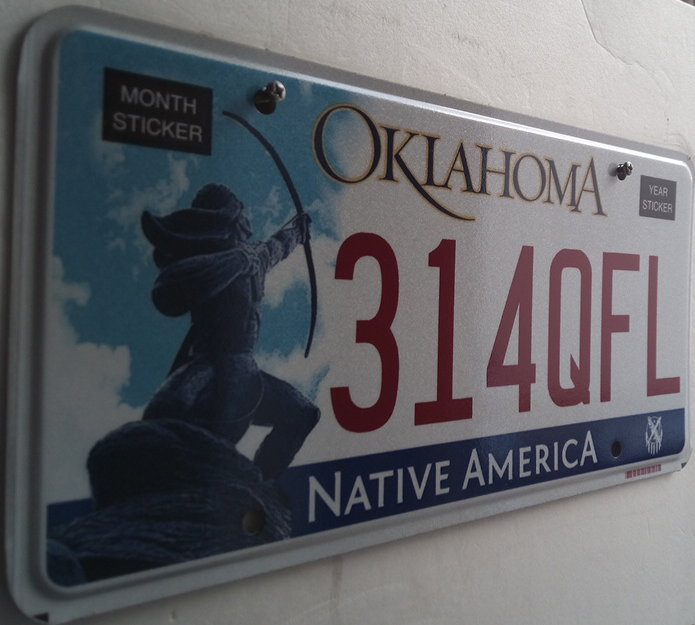 MONTH
STICKER
OKLAHOMA
YEAR
STICKER
314QFL
NATIVE AMERICA